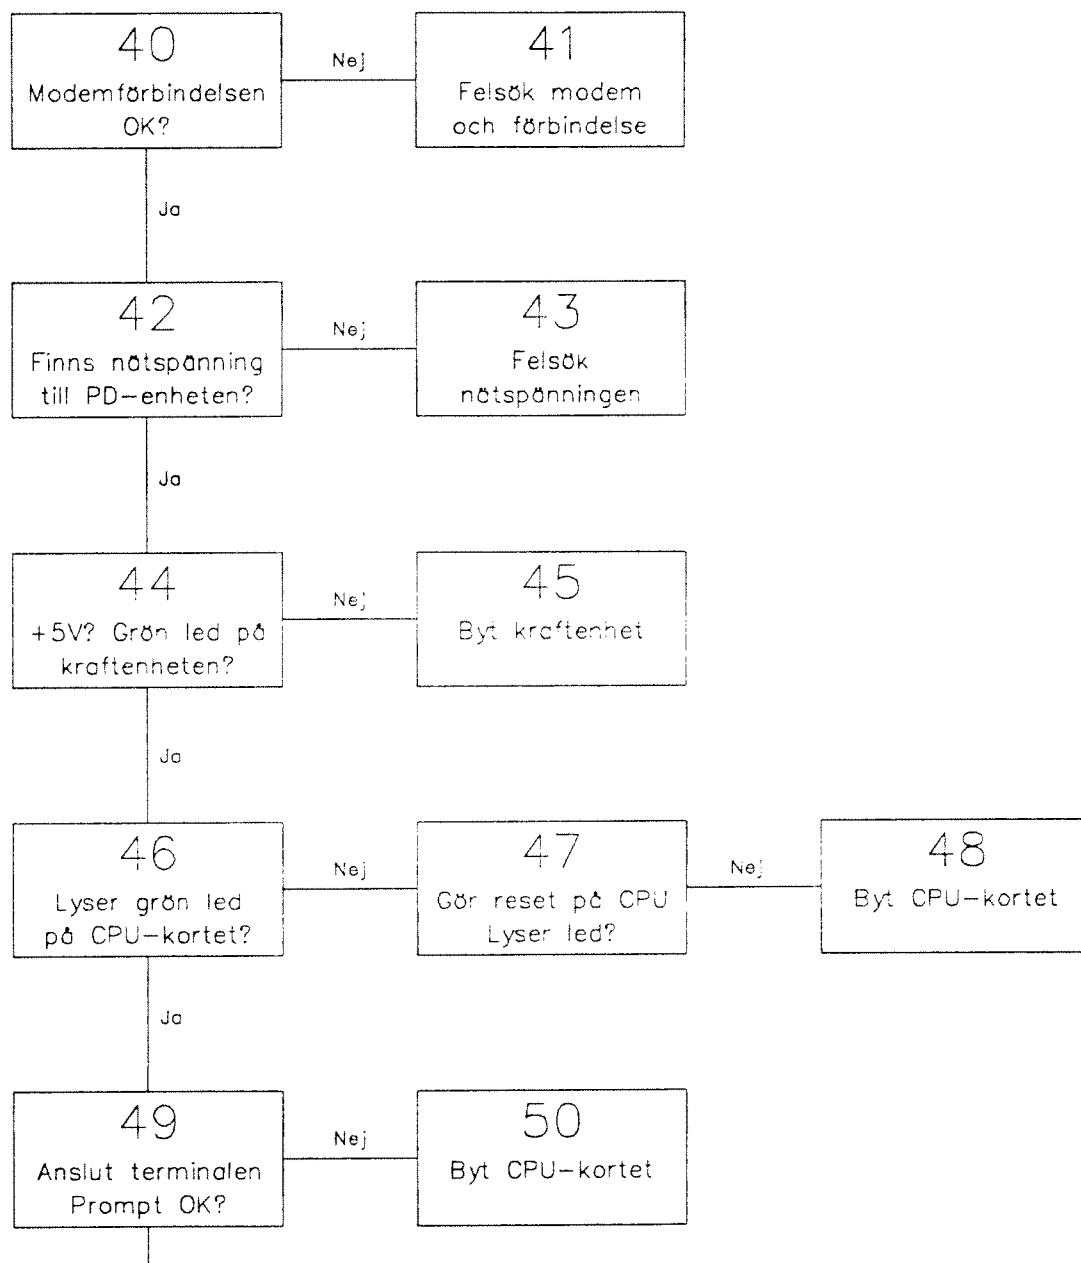 40
Modemförbindelsen
OK?
Nej
41
Felsök modem
och förbindelse
Ja
42
Finns nätspänning
till PD-enheten?
Nej
43
Felsök
nätspänningen
Ja
44
+5V? Grön led på
kraftenheten?
Nej
45
Byt kraftenhet
Ja
46
Lyser grön led
på CPU-kortet?
Nej
47
Gör reset på CPU
Lyser led?
Nej
48
Byt CPU-kortet
Ja
49
Anslut terminalen
Prompt OK?
Nej
50
Byt CPU-kortet